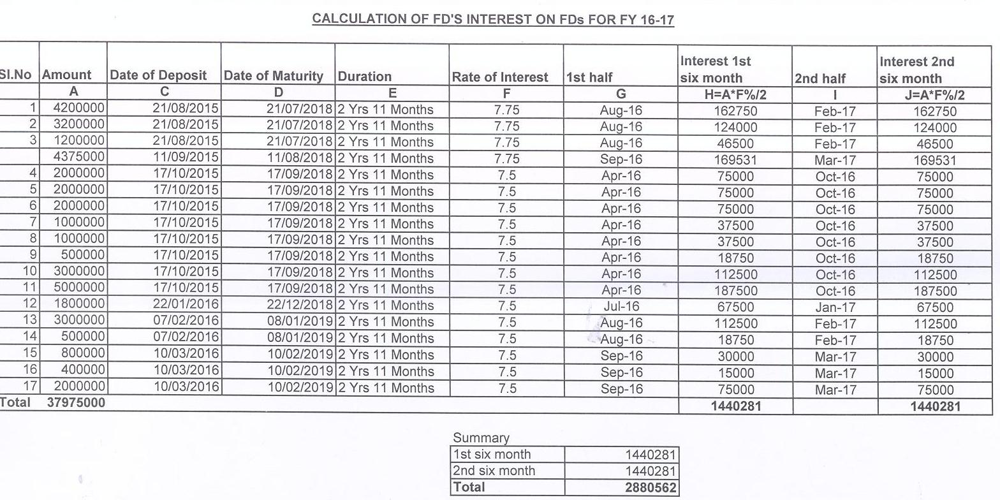 CALCULATION OF FD'S INTEREST ON FDs FOR FY 16-17
Sl.No Amount Date of Deposit Date of Maturity Duration Rate of Interest 1st half Interest 1st six month 2nd half Interest 2nd six month
A C D E F G H=A*F%/2 I J=A*F%/2
1 4200000 21/08/2015 21/07/2018 2 Yrs 11 Months 7.75 Aug-16 162750 Feb-17 162750
2 3200000 21/08/2015 21/07/2018 2 Yrs 11 Months 7.75 Aug-16 124000 Feb-17 124000
3 1200000 21/08/2015 21/07/2018 2 Yrs 11 Months 7.75 Aug-16 46500 Feb-17 46500
4375000 11/09/2015 11/08/2018 2 Yrs 11 Months 7.75 Sep-16 169531 Mar-17 169531
4 2000000 17/10/2015 17/09/2018 2 Yrs 11 Months 7.5 Apr-16 75000 Oct-16 75000
5 2000000 17/10/2015 17/09/2018 2 Yrs 11 Months 7.5 Apr-16 75000 Oct-16 75000
6 2000000 17/10/2015 17/09/2018 2 Yrs 11 Months 7.5 Apr-16 75000 Oct-16 75000
7 1000000 17/10/2015 17/09/2018 2 Yrs 11 Months 7.5 Apr-16 37500 Oct-16 37500
8 1000000 17/10/2015 17/09/2018 2 Yrs 11 Months 7.5 Apr-16 37500 Oct-16 37500
9 500000 17/10/2015 17/09/2018 2 Yrs 11 Months 7.5 Apr-16 18750 Oct-16 18750
10 3000000 17/10/2015 17/09/2018 2 Yrs 11 Months 7.5 Apr-16 112500 Oct-16 112500
11 5000000 17/10/2015 17/09/2018 2 Yrs 11 Months 7.5 Apr-16 187500 Oct-16 187500
12 1800000 22/01/2016 22/12/2018 2 Yrs 11 Months 7.5 Jul-16 67500 Jan-17 67500
13 3000000 07/02/2016 08/01/2019 2 Yrs 11 Months 7.5 Aug-16 112500 Feb-17 112500
14 500000 07/02/2016 08/01/2019 2 Yrs 11 Months 7.5 Aug-16 18750 Feb-17 18750
15 800000 10/03/2016 10/02/2019 2 Yrs 11 Months 7.5 Sep-16 30000 Mar-17 30000
16 400000 10/03/2016 10/02/2019 2 Yrs 11 Months 7.5 Sep-16 15000 Mar-17 15000
17 2000000 10/03/2016 10/02/2019 2 Yrs 11 Months 7.5 Sep-16 75000 Mar-17 75000
Total 37975000 1440281 1440281
Summary
1st six month 1440281
2nd six month 1440281
Total 2880562